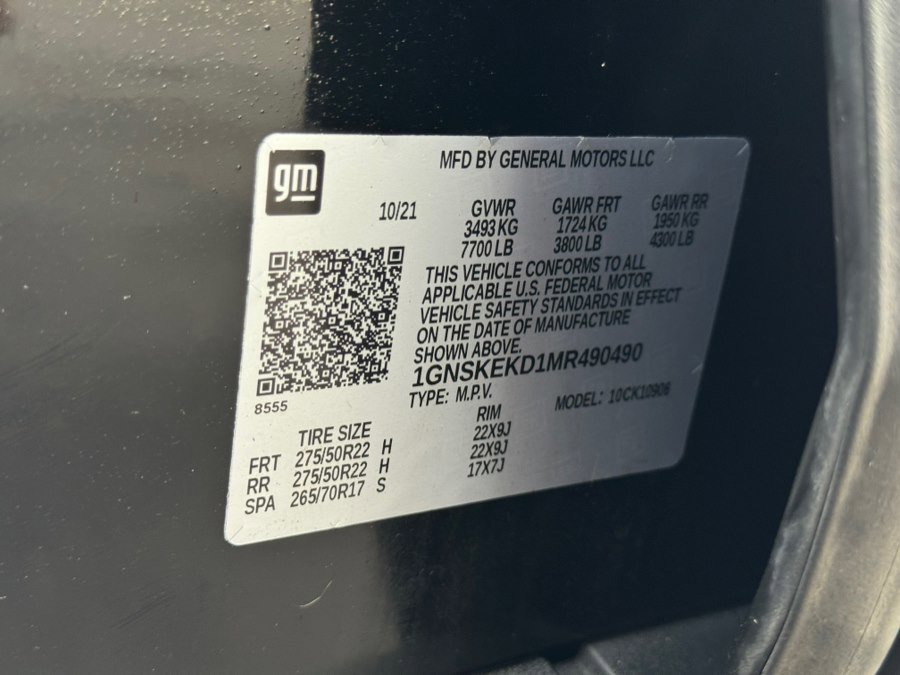 gm
MFD BY GENERAL MOTORS LLC
10/21
GVWR GAWR FRT GAWR RR
3493 KG 1724 KG 1950 KG
7700 LB 3800 LB 4300 LB
THIS VEHICLE CONFORMS TO ALL
APPLICABLE U.S. FEDERAL MOTOR
VEHICLE SAFETY STANDARDS IN EFFECT
ON THE DATE OF MANUFACTURE
SHOWN ABOVE.
1GNSKEKD1MR490490
8555
TYPE: M.P.V. MODEL: 10CK10906
TIRE SIZE RIM
FRT 275/50R22 H 22X9J
RR 275/50R22 H 22X9J
SPA 265/70R17 S 17X7J